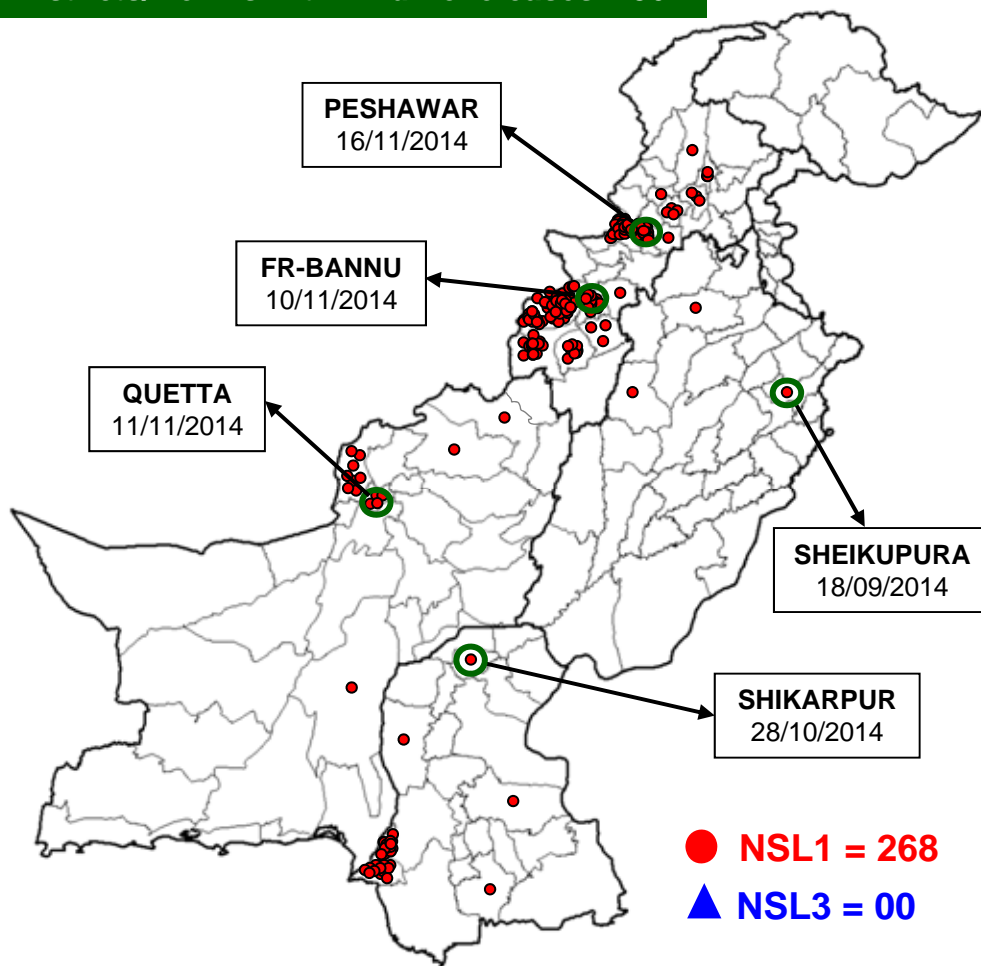 PESHAWAR
16/11/2014
FR-BANNU
10/11/2014
QUETTA
11/11/2014
SHEIKUPURA
18/09/2014
SHIKARPUR
28/10/2014
NSL1 = 268
NSL3 = 00